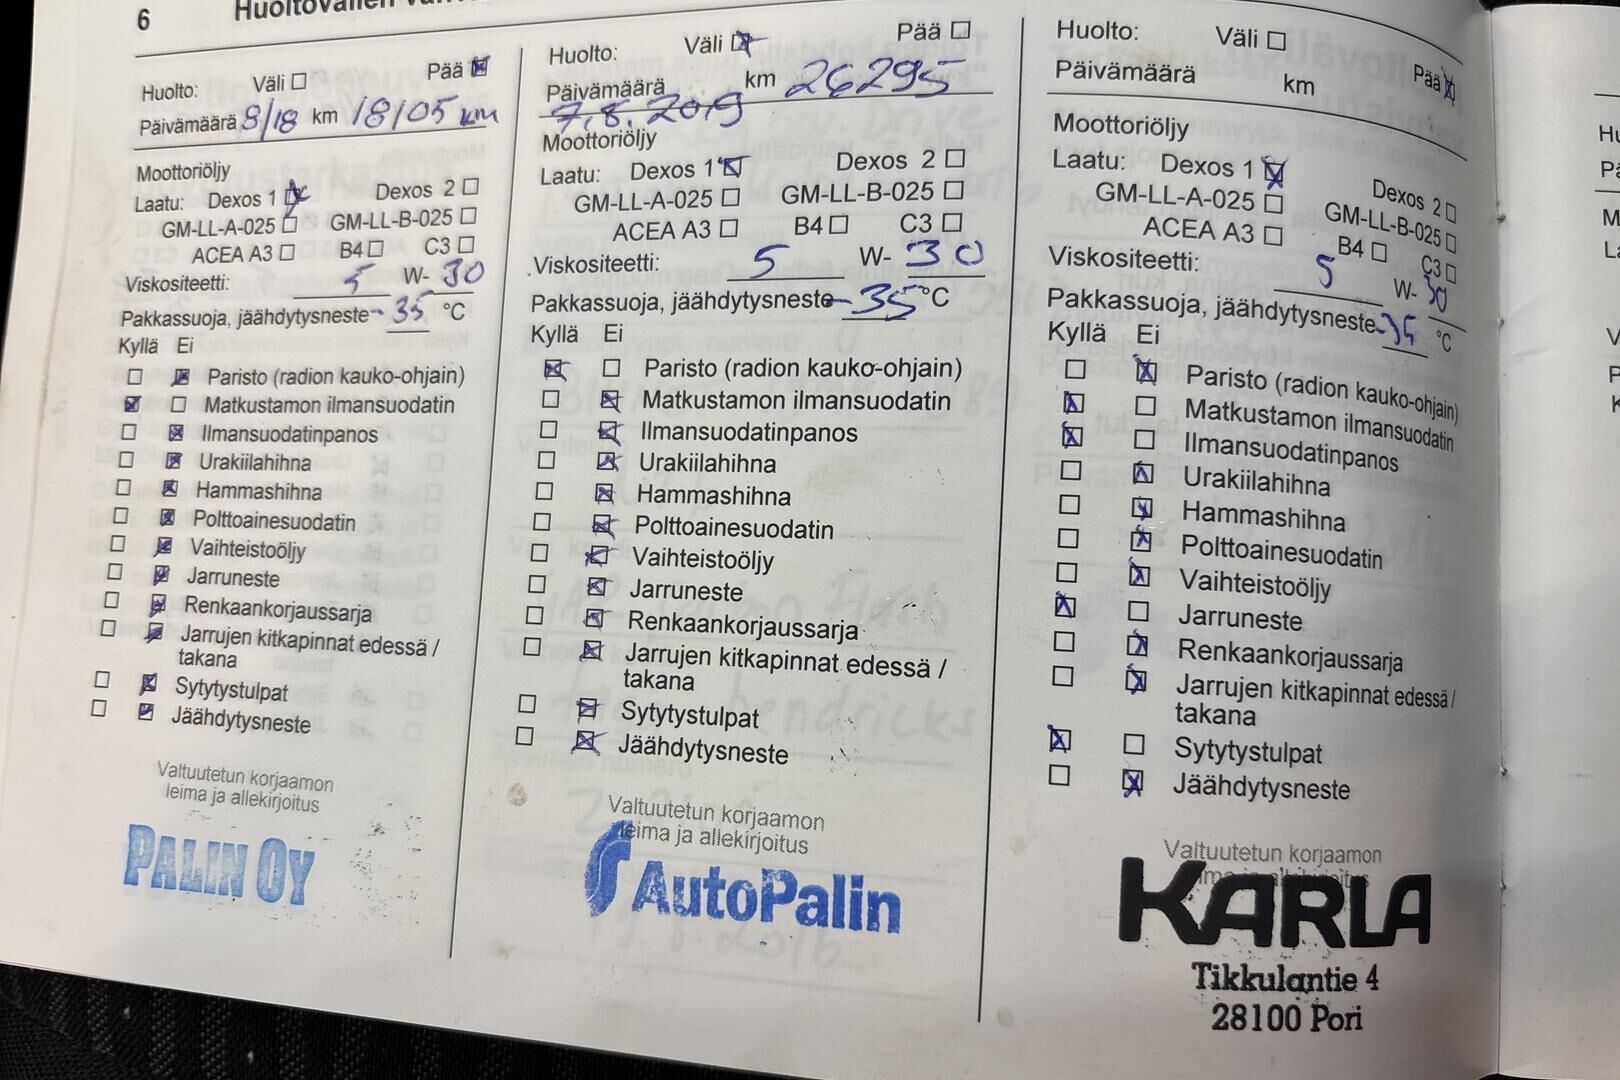 6
Huoltovälien
Huolto: Väli ☐ Pää ☒
Päivämäärä 8/18 km 18105 km
Moottoriöljy
Laatu: Dexos 1 ☒ Dexos 2 ☐
GM-LL-A-025 ☐ GM-LL-B-025 ☐
ACEA A3 ☐ B4 ☐ C3 ☐
Viskositeetti: 5 W- 30
Pakkassuoja, jäähdytysneste -35 °C
Kyllä Ei
☐ ☒ Paristo (radion kauko-ohjain)
☒ ☐ Matkustamon ilmansuodatin
☐ ☒ Ilmansuodatinpanos
☐ ☒ Urakiilahihna
☐ ☒ Hammashihna
☐ ☒ Polttoainesuodatin
☐ ☒ Vaihteistoöljy
☐ ☒ Jarruneste
☐ ☒ Renkaankorjaussarja
☐ ☒ Jarrujen kitkapinnat edessä /
takana
☐ ☒ Sytytystulpat
☐ ☒ Jäähdytysneste
Valtuutetun korjaamon
leima ja allekirjoitus
PALIN OY
Huolto: Väli ☒ Pää ☐
Päivämäärä km 26295
7.8.2019
Moottoriöljy
Laatu: Dexos 1 ☒ Dexos 2 ☐
GM-LL-A-025 ☐ GM-LL-B-025 ☐
ACEA A3 ☐ B4 ☐ C3 ☐
Viskositeetti: 5 W- 30
Pakkassuoja, jäähdytysneste -35 °C
Kyllä Ei
☒ ☐ Paristo (radion kauko-ohjain)
☐ ☒ Matkustamon ilmansuodatin
☐ ☒ Ilmansuodatinpanos
☐ ☒ Urakiilahihna
☐ ☒ Hammashihna
☐ ☒ Polttoainesuodatin
☐ ☒ Vaihteistoöljy
☐ ☒ Jarruneste
☐ ☒ Renkaankorjaussarja
☐ ☒ Jarrujen kitkapinnat edessä /
takana
☐ ☒ Sytytystulpat
☐ ☒ Jäähdytysneste
Valtuutetun korjaamon
leima ja allekirjoitus
AutoPalin
Huolto: Väli ☐ Pää ☒
Päivämäärä km
Moottoriöljy
Laatu: Dexos 1 ☒ Dexos 2 ☐
GM-LL-A-025 ☐ GM-LL-B-025 ☐
ACEA A3 ☐ B4 ☐ C3 ☐
Viskositeetti: 5 W- 30
Pakkassuoja, jäähdytysneste -35 °C
Kyllä Ei
☐ ☒ Paristo (radion kauko-ohjain)
☒ ☐ Matkustamon ilmansuodatin
☒ ☐ Ilmansuodatinpanos
☐ ☒ Urakiilahihna
☐ ☒ Hammashihna
☐ ☒ Polttoainesuodatin
☐ ☒ Vaihteistoöljy
☒ ☐ Jarruneste
☐ ☒ Renkaankorjaussarja
☐ ☒ Jarrujen kitkapinnat edessä /
takana
☒ ☐ Sytytystulpat
☐ ☒ Jäähdytysneste
Valtuutetun korjaamon
KARLA
Tikkulantie 4
28100 Pori